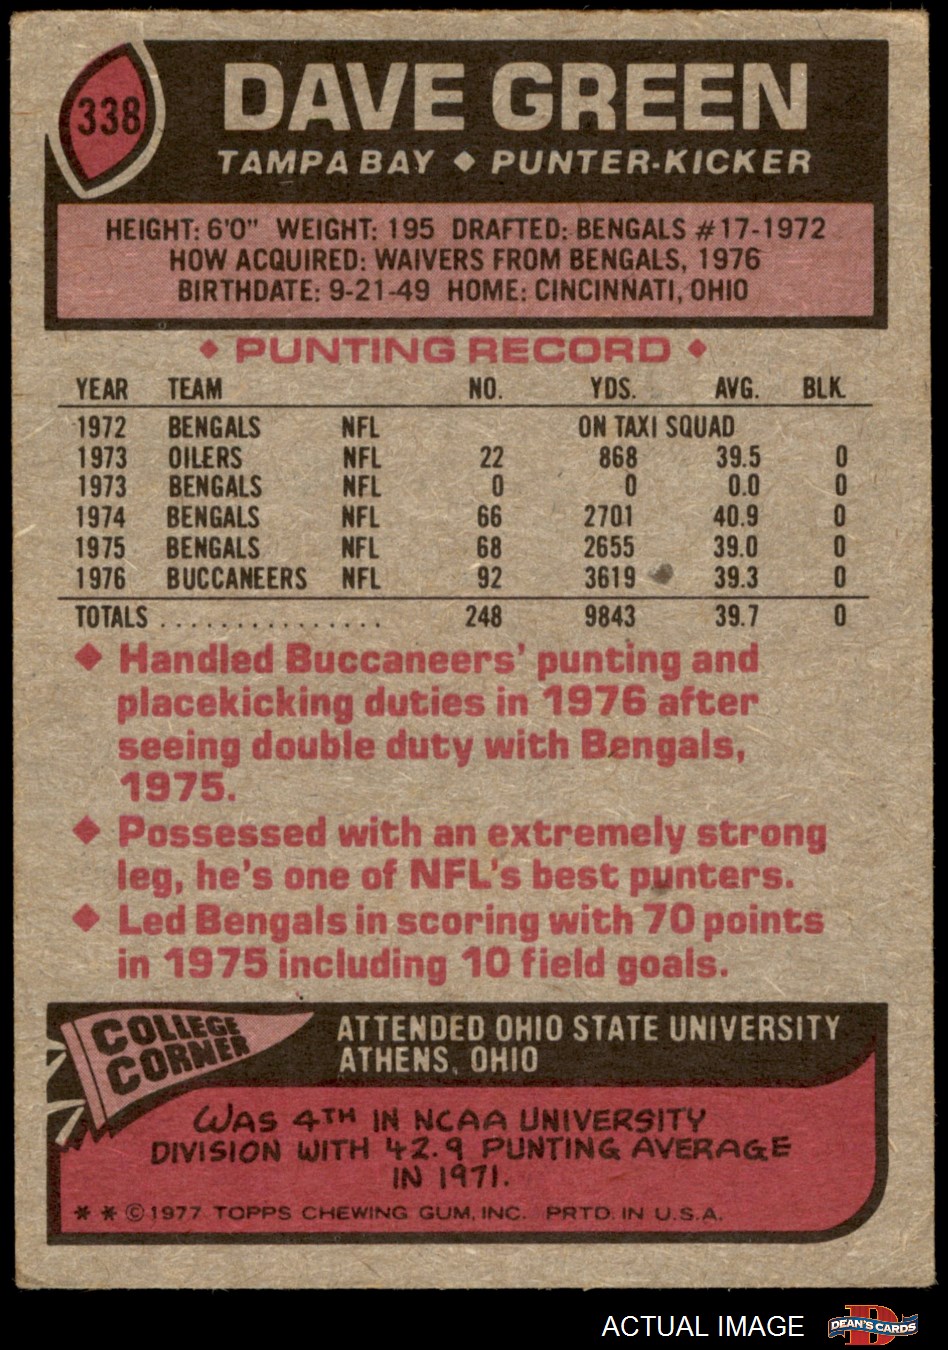 338
DAVE GREEN
TAMPA BAY ◆ PUNTER-KICKER
HEIGHT: 6'0" WEIGHT: 195 DRAFTED: BENGALS #17-1972
HOW ACQUIRED: WAIVERS FROM BENGALS, 1976
BIRTHDATE: 9-21-49 HOME: CINCINNATI, OHIO
◆ PUNTING RECORD ◆
YEAR TEAM NO. YDS. AVG. BLK.
1972 BENGALS NFL ON TAXI SQUAD
1973 OILERS NFL 22 868 39.5 0
1973 BENGALS NFL 0 0 0.0 0
1974 BENGALS NFL 66 2701 40.9 0
1975 BENGALS NFL 68 2655 39.0 0
1976 BUCCANEERS NFL 92 3619 39.3 0
TOTALS . . . . . . . . . . . . . . . 248 9843 39.7 0
◆ Handled Buccaneers' punting and
placekicking duties in 1976 after
seeing double duty with Bengals,
1975.
◆ Possessed with an extremely strong
leg, he's one of NFL's best punters.
◆ Led Bengals in scoring with 70 points
in 1975 including 10 field goals.
COLLEGE
CORNER
ATTENDED OHIO STATE UNIVERSITY
ATHENS, OHIO
WAS 4TH IN NCAA UNIVERSITY
DIVISION WITH 42.9 PUNTING AVERAGE
IN 1971.
* * © 1977 TOPPS CHEWING GUM, INC. PRTD. IN U.S.A.
ACTUAL IMAGE
D
DEAN'S CARDS